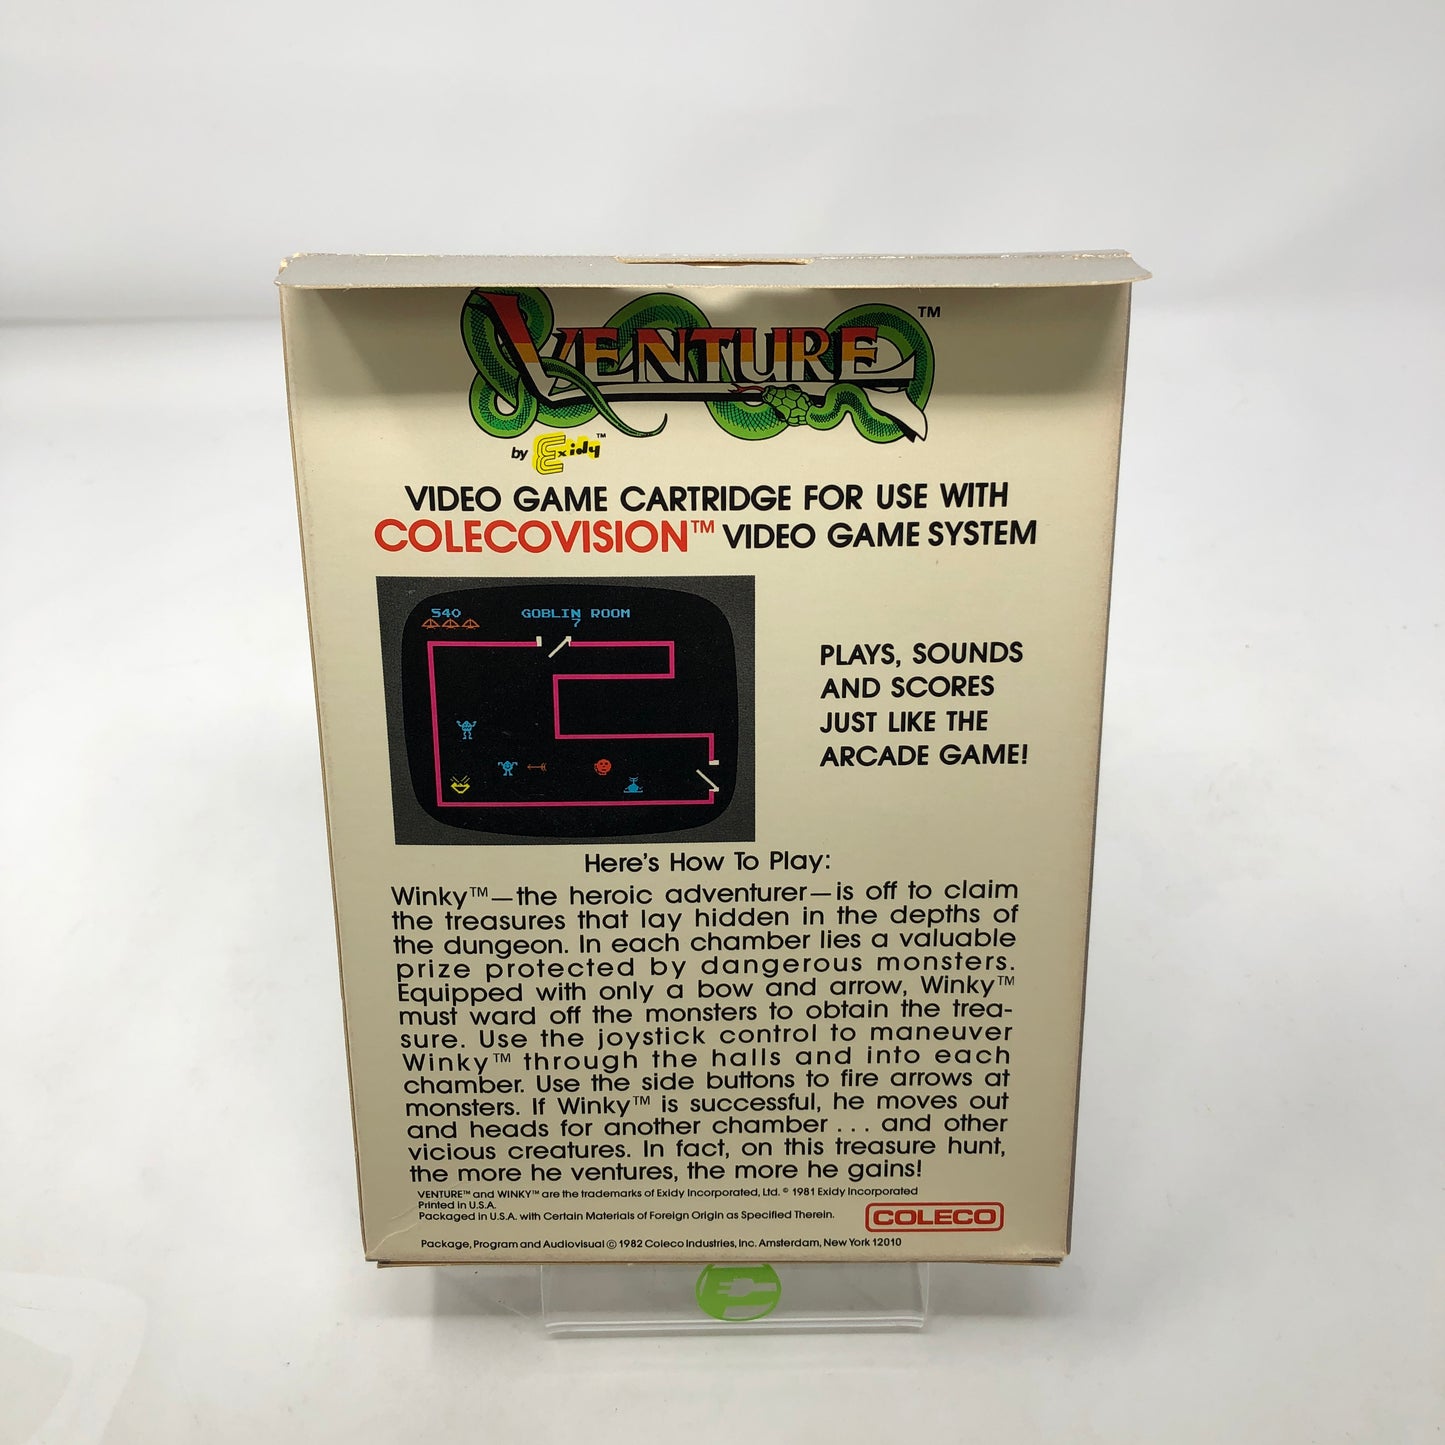 VENTURE™
by Exidy™
VIDEO GAME CARTRIDGE FOR USE WITH
COLECOVISION™ VIDEO GAME SYSTEM
540
GOBLIN ROOM
7
PLAYS, SOUNDS
AND SCORES
JUST LIKE THE
ARCADE GAME!
Here's How To Play:
Winky™—the heroic adventurer—is off to claim
the treasures that lay hidden in the depths of
the dungeon. In each chamber lies a valuable
prize protected by dangerous monsters.
Equipped with only a bow and arrow, Winky™
must ward off the monsters to obtain the trea-
sure. Use the joystick control to maneuver
Winky™ through the halls and into each
chamber. Use the side buttons to fire arrows at
monsters. If Winky™ is successful, he moves out
and heads for another chamber . . . and other
vicious creatures. In fact, on this treasure hunt,
the more he ventures, the more he gains!
VENTURE™ and WINKY™ are the trademarks of Exidy Incorporated, Ltd. © 1981 Exidy Incorporated
Printed in U.S.A.
Packaged in U.S.A. with Certain Materials of Foreign Origin as Specified Therein.
COLECO
Package, Program and Audiovisual © 1982 Coleco Industries, Inc. Amsterdam, New York 12010